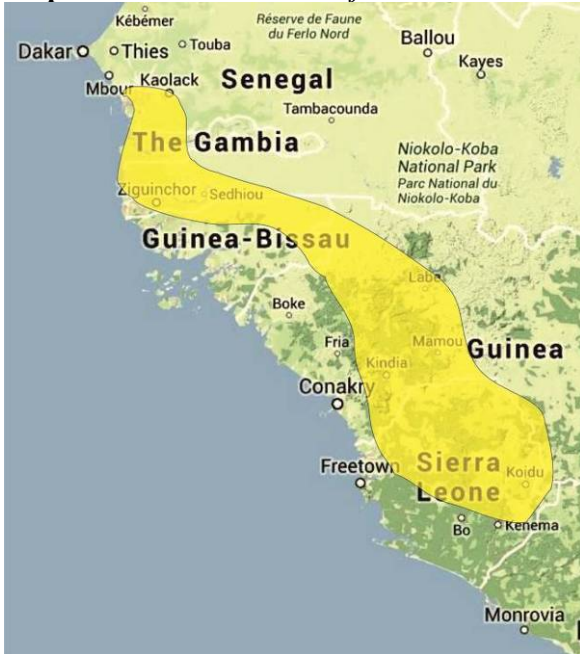 Kébémer
Réserve de Faune
du Ferlo Nord
Dakar
Thies
Touba
Ballou
Kayes
Mbour
Kaolack
Senegal
Tambacounda
The Gambia
Niokolo-Koba
National Park
Parc National du
Niokolo-Koba
Ziguinchor
Sedhiou
Guinea-Bissau
Labe
Boke
Fria
Mamou
Guinea
Kindia
Conakry
Freetown
Sierra
Leone
Koidu
Bo
Kenema
Monrovia